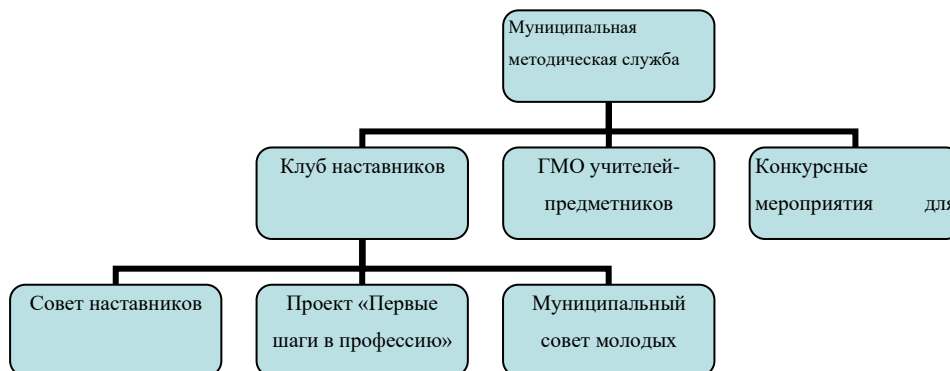 Муниципальная
методическая служба
Клуб наставников
ГМО учителей-
предметников
Конкурсные
мероприятия для
Совет наставников
Проект «Первые
шаги в профессию»
Муниципальный
совет молодых